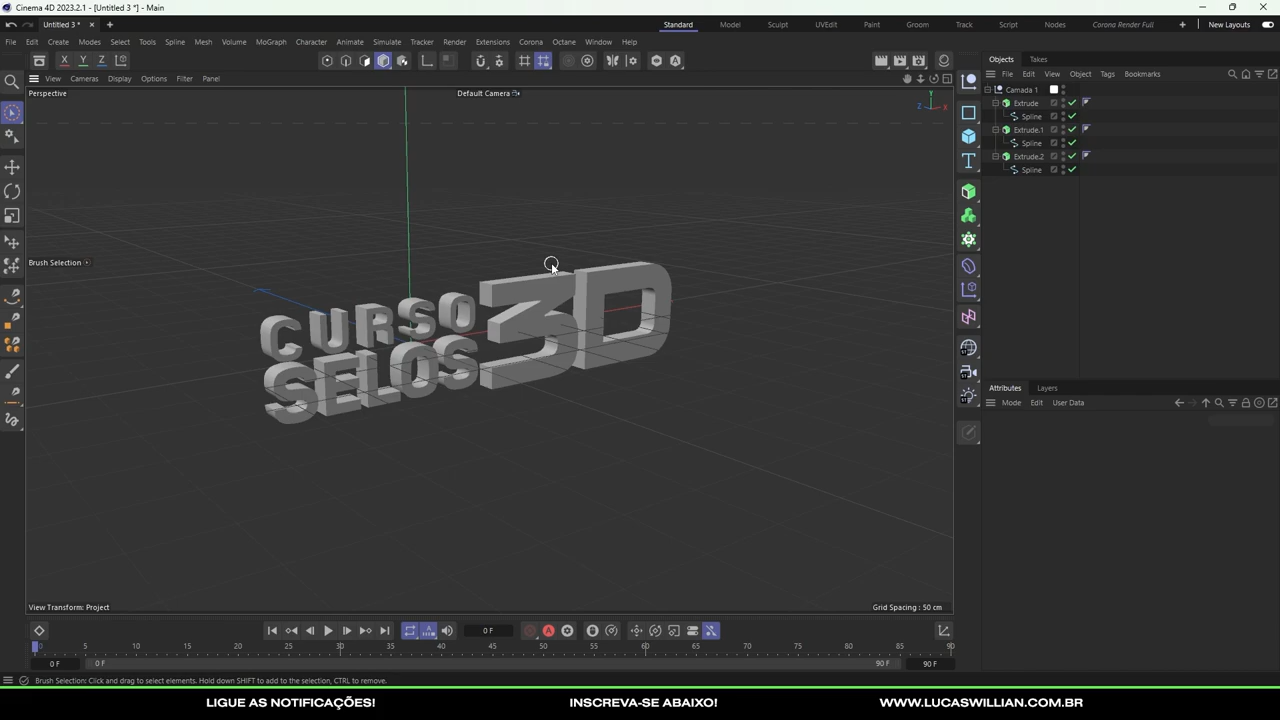 Cinema 4D 2023.2.1 - [Untitled 3 *] - Main
Untitled 3 *
Standard Model Sculpt UVEdit Paint Groom Track Script Nodes Corona Render Full New Layouts
File Edit Create Modes Select Tools Spline Mesh Volume MoGraph Character Animate Simulate Tracker Render Extensions Corona Octane Window Help
X Y Z
Objects Takes
View Cameras Display Options Filter Panel
File Edit View Object Tags Bookmarks
Perspective
Default Camera
Y
Z X
Camada 1
Extrude
Spline
Extrude.1
Spline
Extrude.2
Spline
Brush Selection
CURSO
SELOS
3D
Attributes Layers
Mode Edit User Data
View Transform: Project
Grid Spacing : 50 cm
0 F
0 5 10 15 20 25 30 35 40 45 50 55 60 65 70 75 80 85 90
0 F 0 F 90 F 90 F
Brush Selection: Click and drag to select elements. Hold down SHIFT to add to the selection, CTRL to remove.
LIGUE AS NOTIFICAÇÕES! INSCREVA-SE ABAIXO! WWW.LUCASWILLIAN.COM.BR